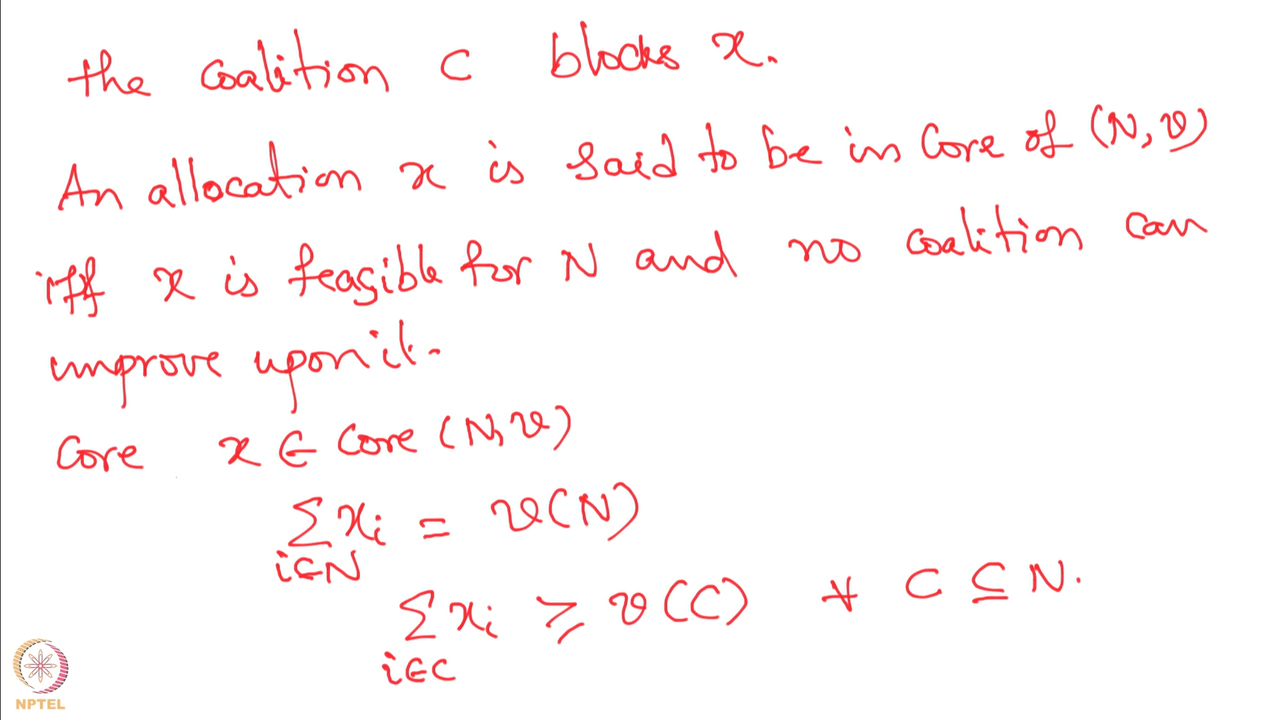 the coalition C blocks x.
An allocation x is said to be in Core of (N, v)
iff x is feasible for N and no coalition can
improve upon it.
Core x ∈ Core (N, v)
∑ xᵢ = v(N)
i∈N
∑ xᵢ ≥ v(C) ∀ C ⊆ N.
i∈C
NPTEL